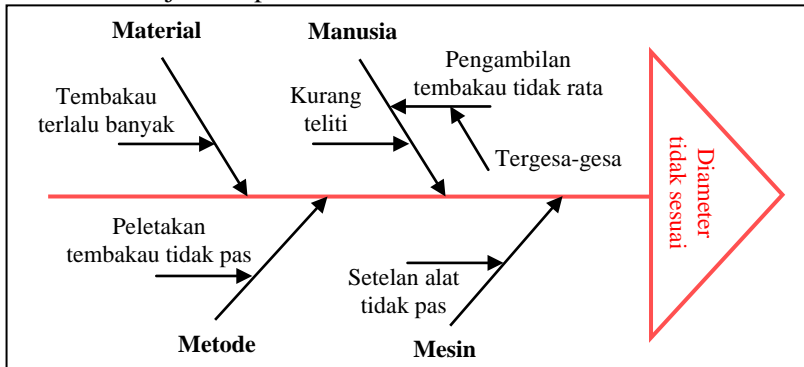 Material
Manusia
Pengambilan
tembakau tidak rata
Tembakau
terlalu banyak
Kurang
teliti
Tergesa-gesa
Diameter
tidak sesuai
Peletakan
tembakau tidak pas
Setelan alat
tidak pas
Metode
Mesin